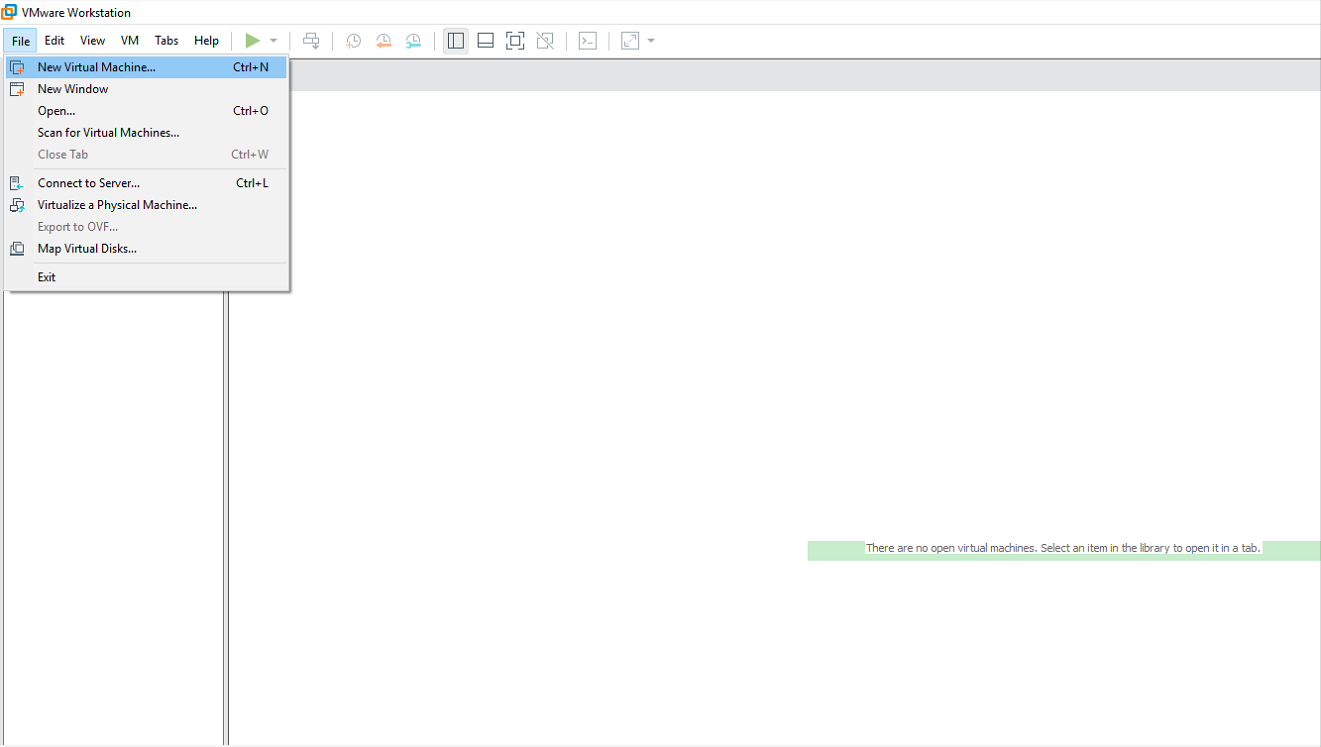 VMware Workstation
File Edit View VM Tabs Help
New Virtual Machine... Ctrl+N
New Window
Open... Ctrl+O
Scan for Virtual Machines...
Close Tab Ctrl+W
Connect to Server... Ctrl+L
Virtualize a Physical Machine...
Export to OVF...
Map Virtual Disks...
Exit
There are no open virtual machines. Select an item in the library to open it in a tab.